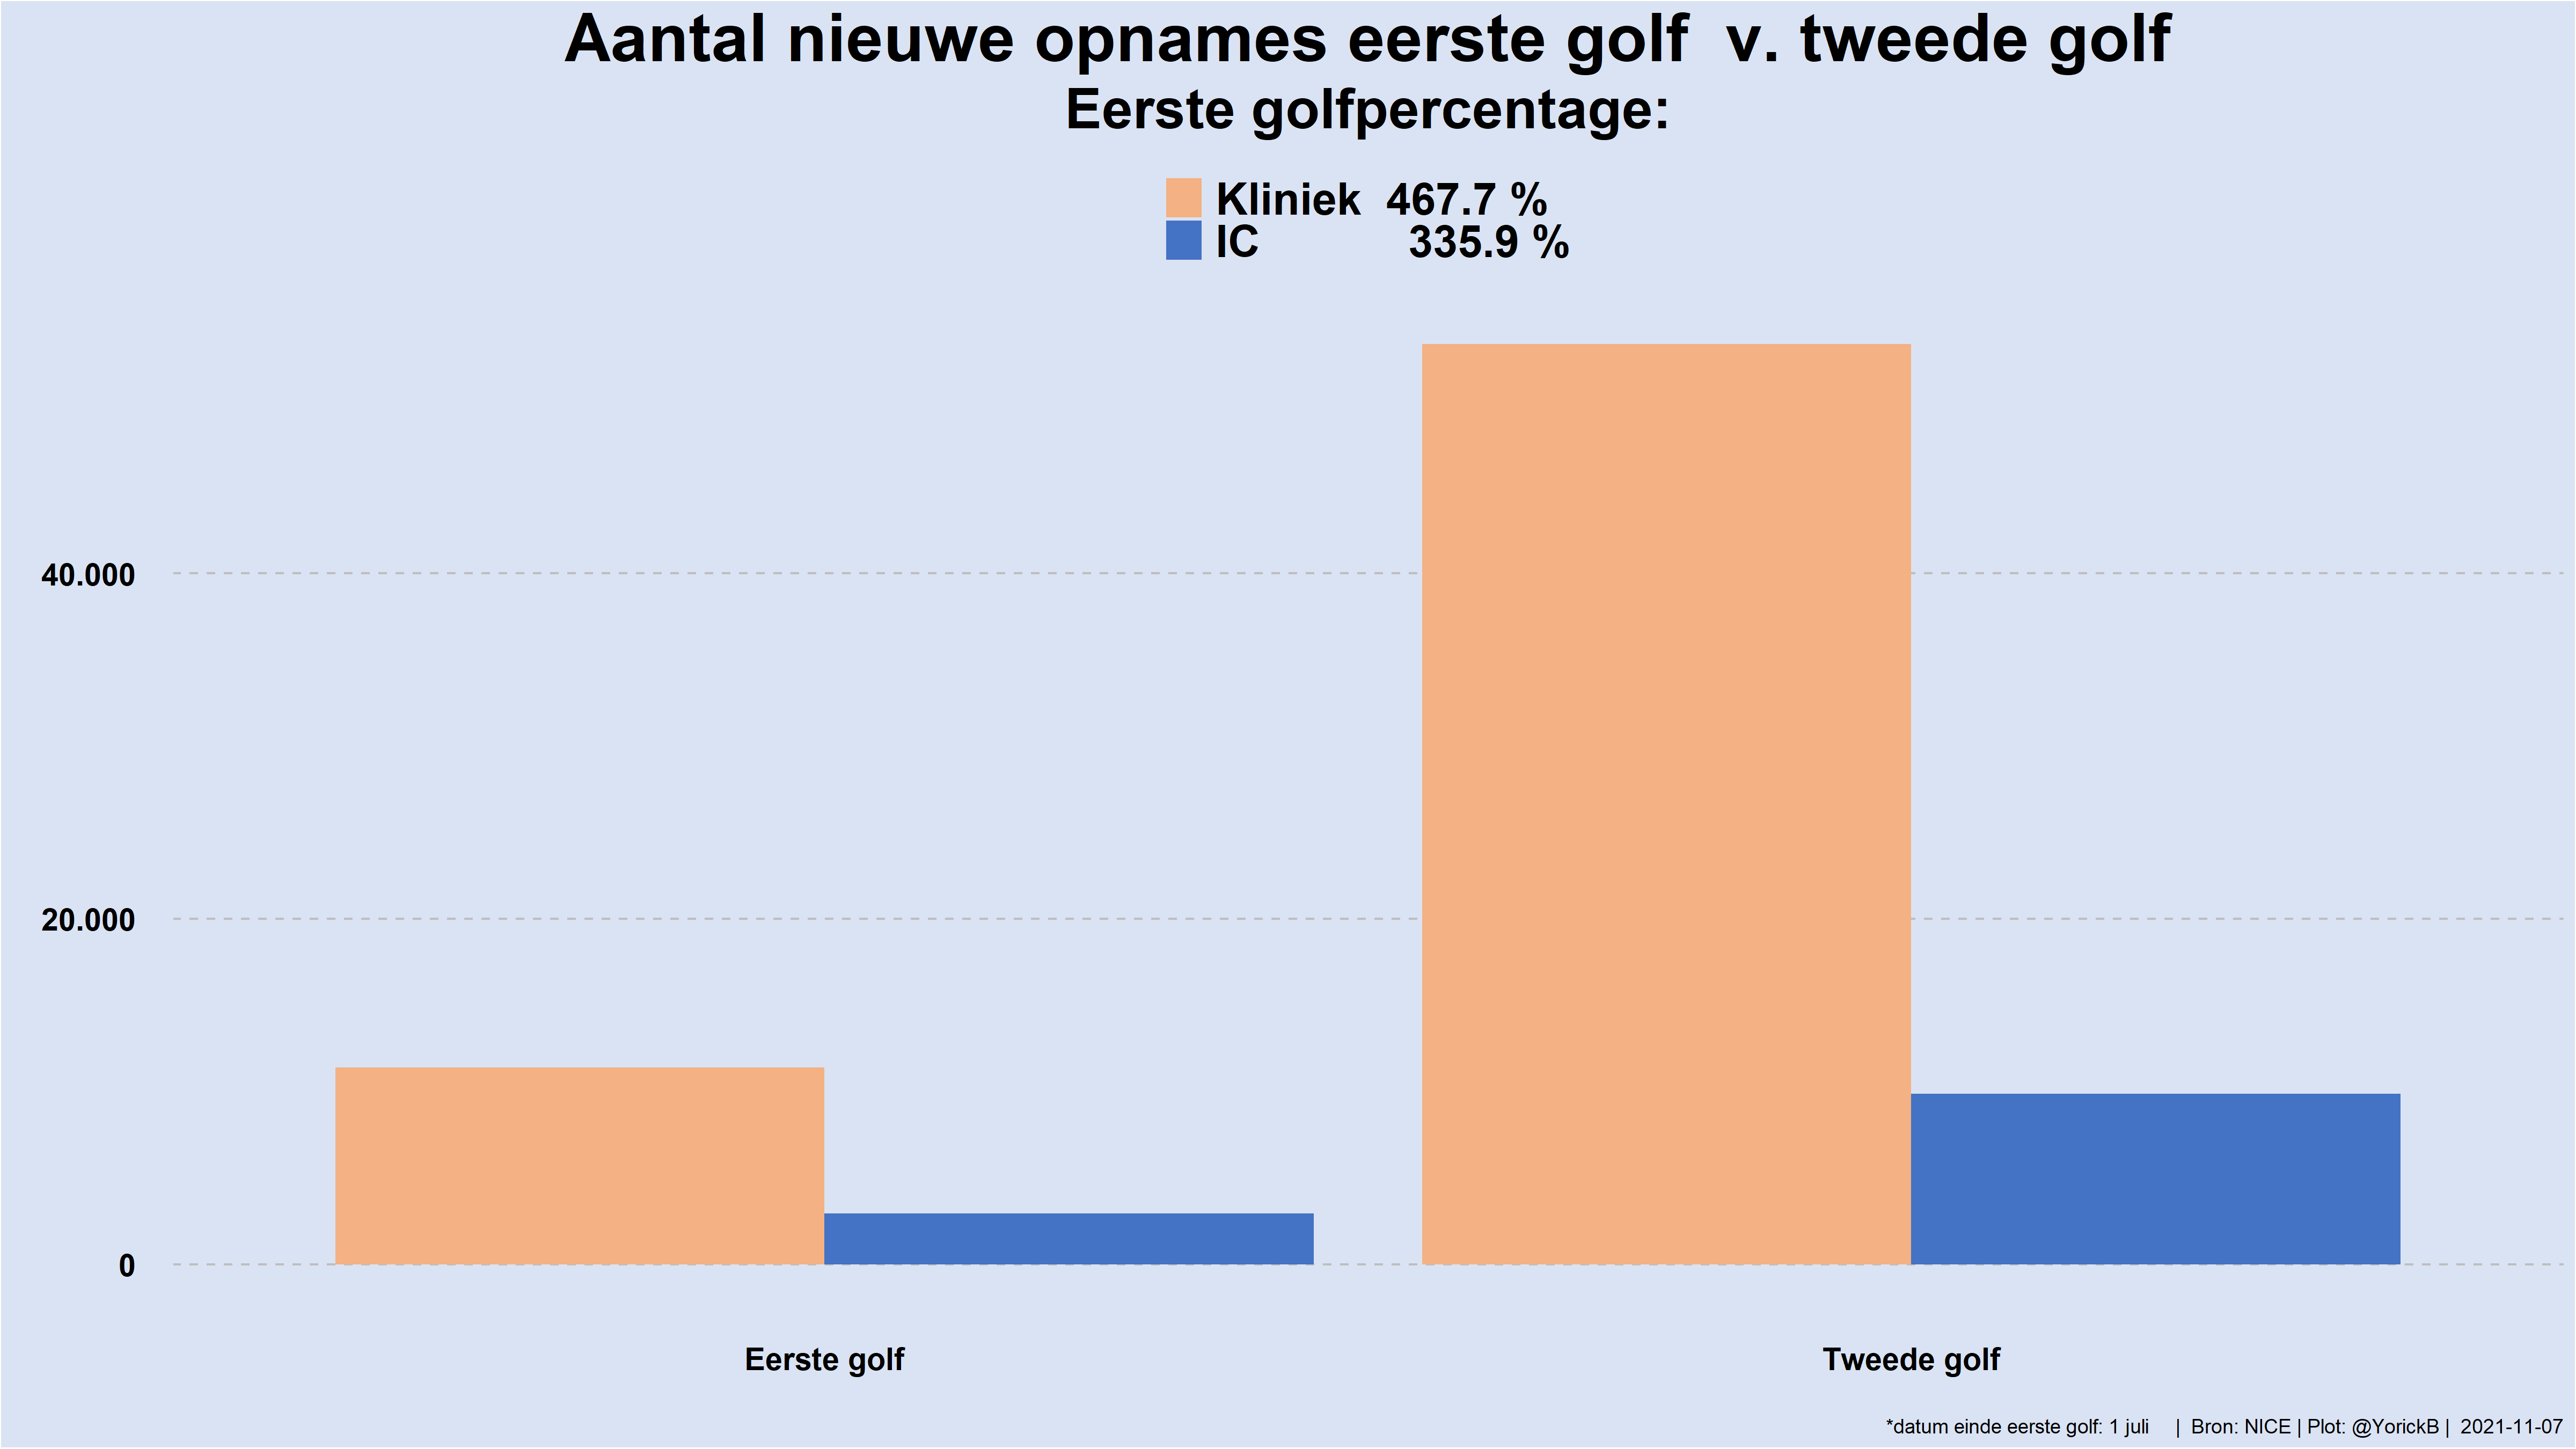 Aantal nieuwe opnames eerste golf  v. tweede golf
Eerste golfpercentage:
Kliniek  467.7 %
IC  335.9 %
40.000
20.000
0
Eerste golf
Tweede golf
*datum einde eerste golf: 1 juli  |  Bron: NICE | Plot: @YorickB |  2021-11-07